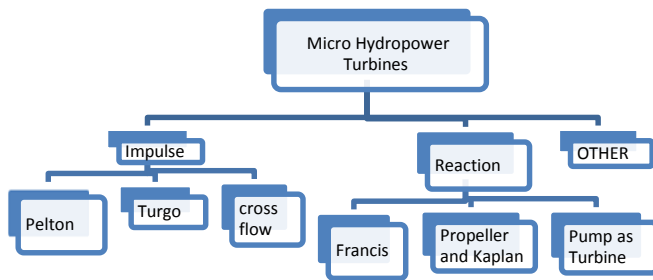 Micro Hydropower
Turbines
Impulse
Reaction
OTHER
Pelton
Turgo
cross
flow
Francis
Propeller
and Kaplan
Pump as
Turbine